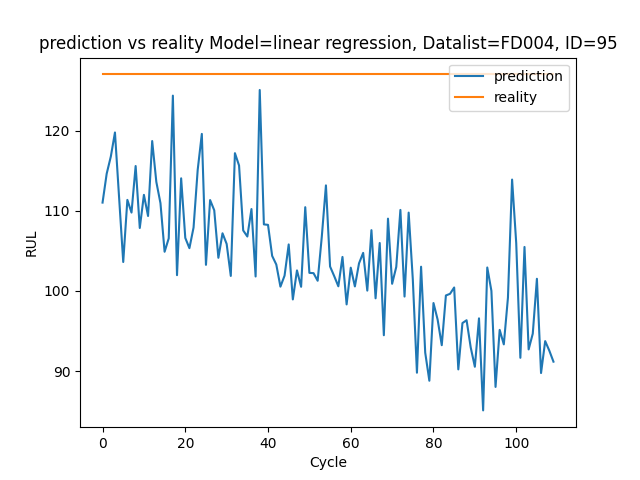 prediction vs reality Model=linear regression, Datalist=FD004, ID=95
prediction
reality
RUL
120
110
100
90
0 20 40 60 80 100
Cycle